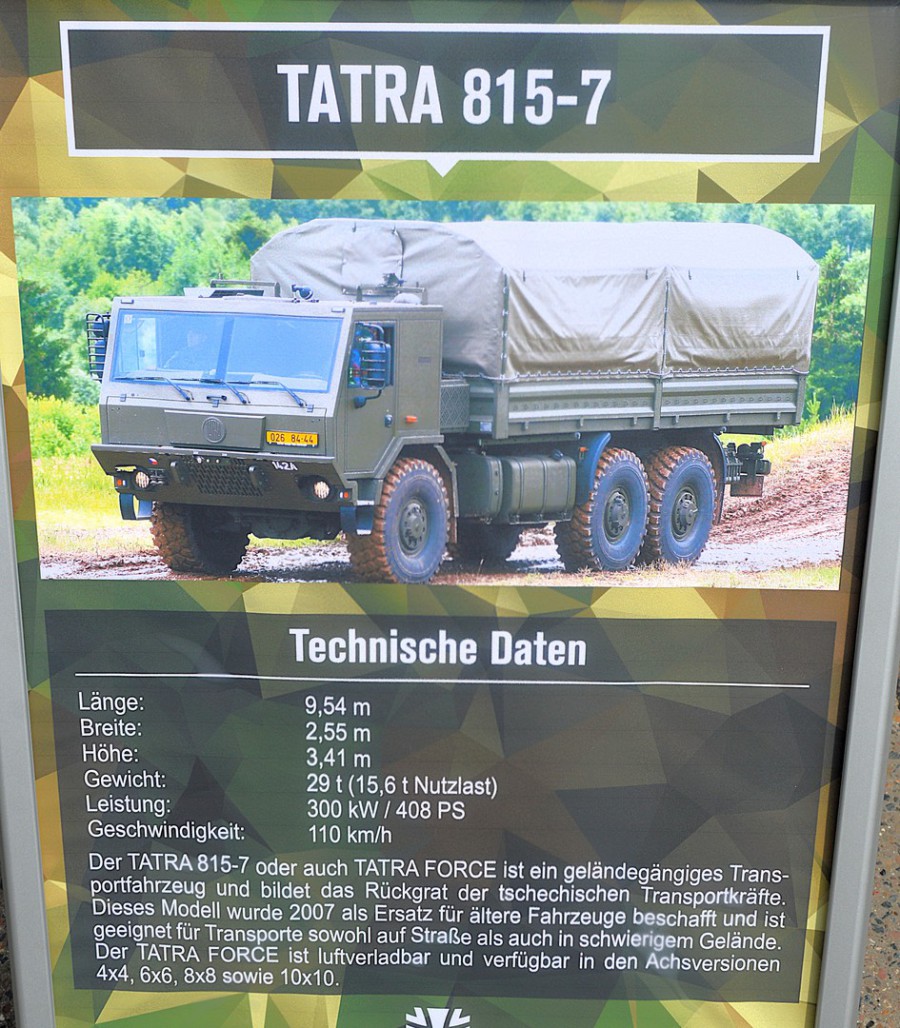 TATRA 815-7
026 84-44
142A
Technische Daten
Länge: 9,54 m
Breite: 2,55 m
Höhe: 3,41 m
Gewicht: 29 t (15,6 t Nutzlast)
Leistung: 300 kW / 408 PS
Geschwindigkeit: 110 km/h
Der TATRA 815-7 oder auch TATRA FORCE ist ein geländegängiges Trans-
portfahrzeug und bildet das Rückgrat der tschechischen Transportkräfte.
Dieses Modell wurde 2007 als Ersatz für ältere Fahrzeuge beschafft und ist
geeignet für Transporte sowohl auf Straße als auch in schwierigem Gelände.
Der TATRA FORCE ist luftverladbar und verfügbar in den Achsversionen
4x4, 6x6, 8x8 sowie 10x10.